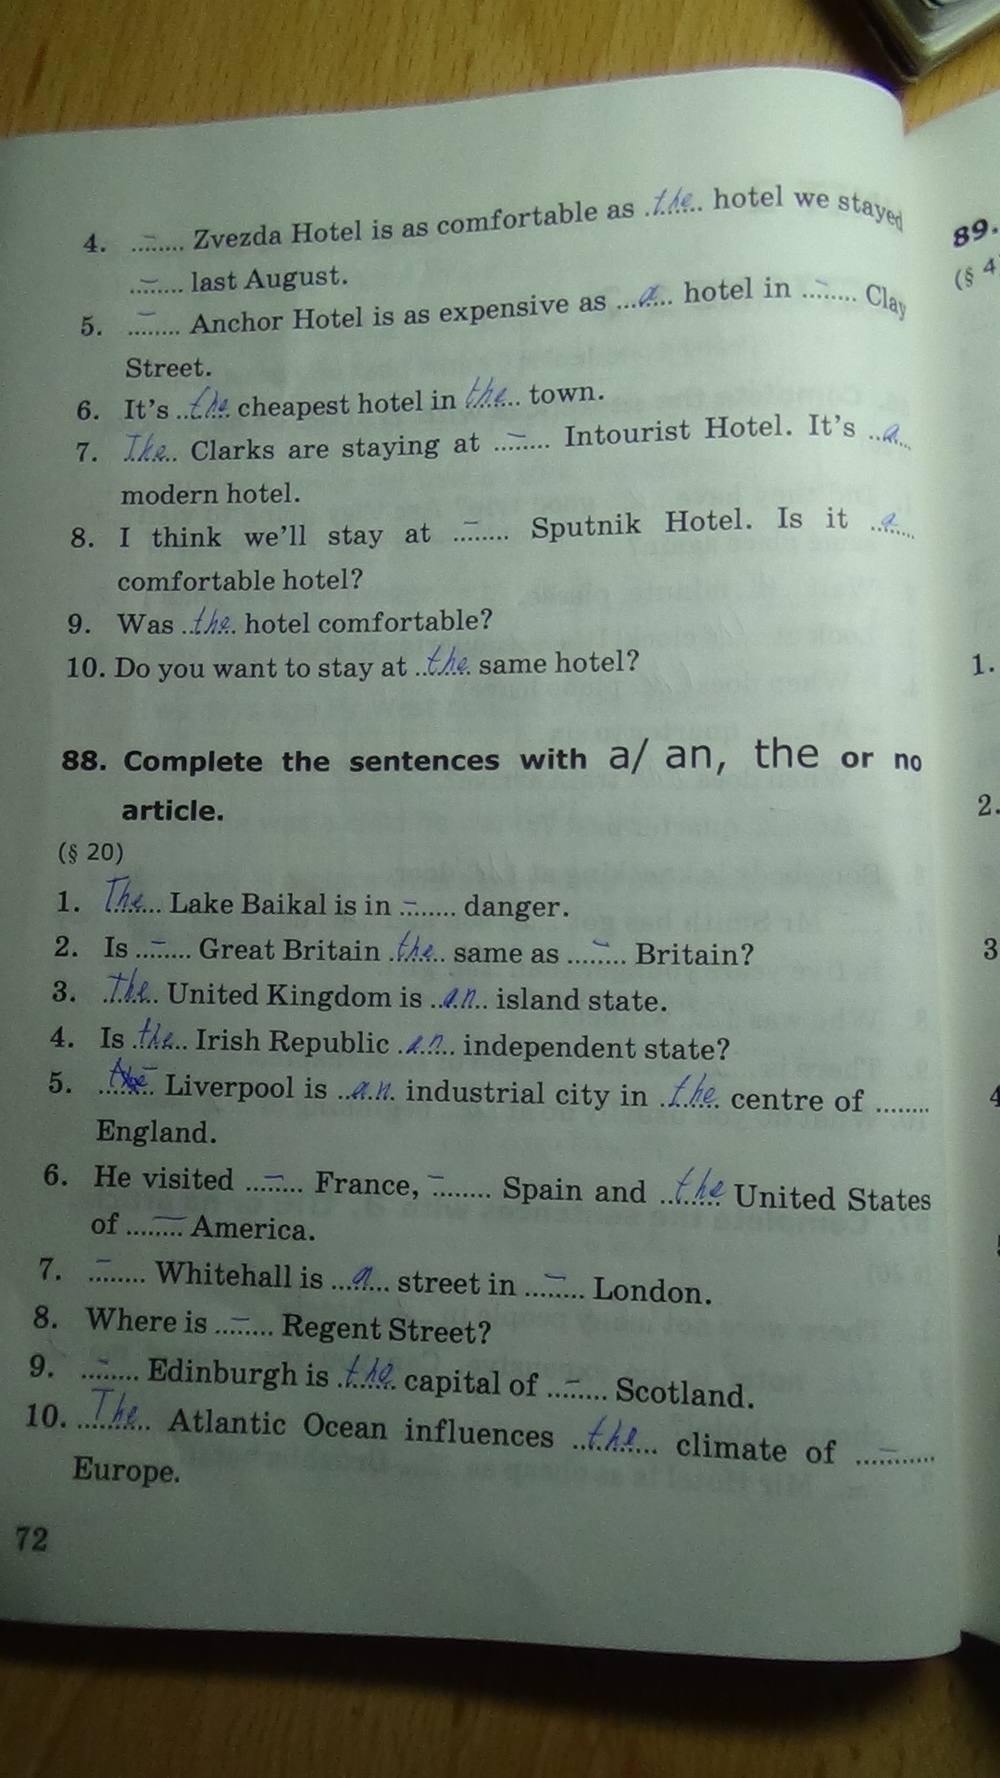 4. ..–..... Zvezda Hotel is as comfortable as .the.. hotel we stayed
..–..... last August.
5. ..–..... Anchor Hotel is as expensive as ...a... hotel in ..–..... Clay
Street.
6. It's ..the. cheapest hotel in the.. town.
7. The.. Clarks are staying at ..–..... Intourist Hotel. It's ..a...
modern hotel.
8. I think we'll stay at ..–..... Sputnik Hotel. Is it ..a....
comfortable hotel?
9. Was ..the. hotel comfortable?
10. Do you want to stay at ..the. same hotel?
88. Complete the sentences with a/ an, the or no
article.
(§ 20)
1. The... Lake Baikal is in ..–..... danger.
2. Is ..–..... Great Britain .the.. same as ..–..... Britain?
3. .The.. United Kingdom is ..an.. island state.
4. Is .the.. Irish Republic .an.. independent state?
5. ..–..... Liverpool is ..an. industrial city in .the.. centre of ........
England.
6. He visited ..–..... France, ..–..... Spain and ..the United States
of ..–..... America.
7. ..–..... Whitehall is ...a... street in ..–..... London.
8. Where is ..–..... Regent Street?
9. ..–..... Edinburgh is .the. capital of ..–..... Scotland.
10. ..The.. Atlantic Ocean influences ..the... climate of ..–.....
Europe.
72
89.
(§ 4
1.
2.
3
4